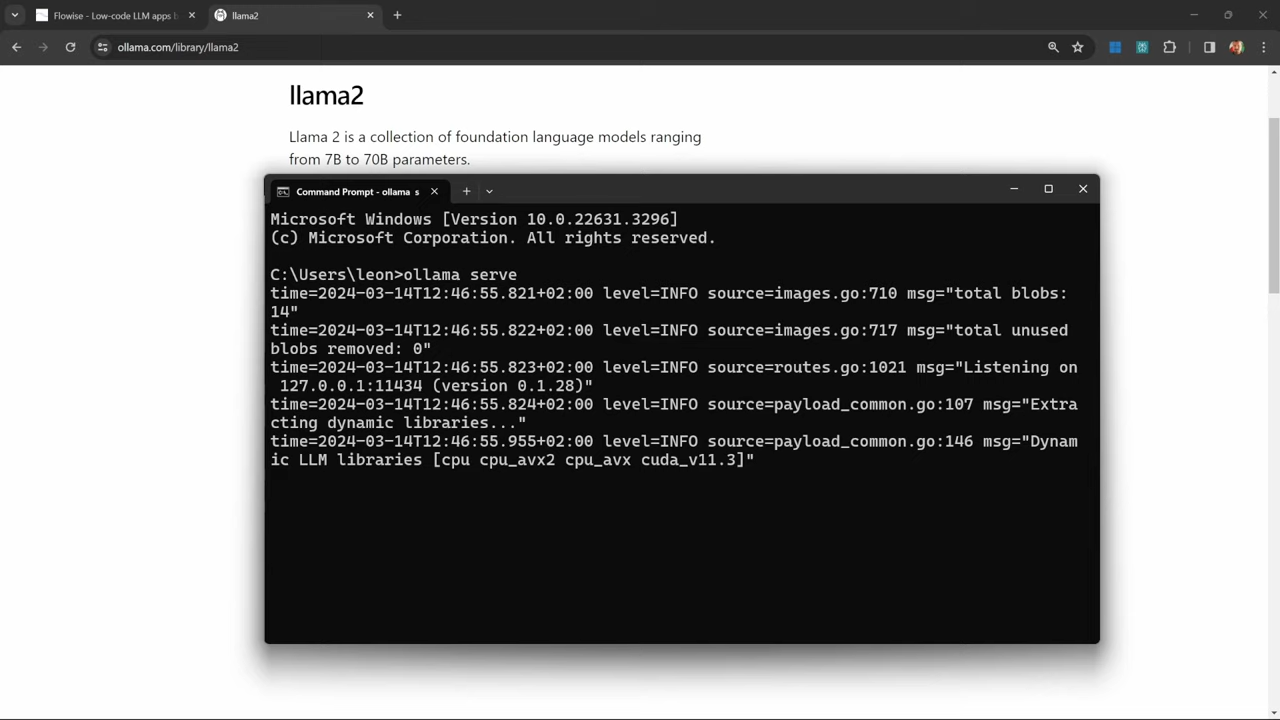 Flowise - Low-code LLM apps
llama2
ollama.com/library/llama2
llama2
Llama 2 is a collection of foundation language models ranging
from 7B to 70B parameters.
Command Prompt - ollama s
Microsoft Windows [Version 10.0.22631.3296]
(c) Microsoft Corporation. All rights reserved.
C:\Users\leon>ollama serve
time=2024-03-14T12:46:55.821+02:00 level=INFO source=images.go:710 msg="total blobs:
14"
time=2024-03-14T12:46:55.822+02:00 level=INFO source=images.go:717 msg="total unused
blobs removed: 0"
time=2024-03-14T12:46:55.823+02:00 level=INFO source=routes.go:1021 msg="Listening on
127.0.0.1:11434 (version 0.1.28)"
time=2024-03-14T12:46:55.824+02:00 level=INFO source=payload_common.go:107 msg="Extra
cting dynamic libraries..."
time=2024-03-14T12:46:55.955+02:00 level=INFO source=payload_common.go:146 msg="Dynam
ic LLM libraries [cpu cpu_avx2 cpu_avx cuda_v11.3]"